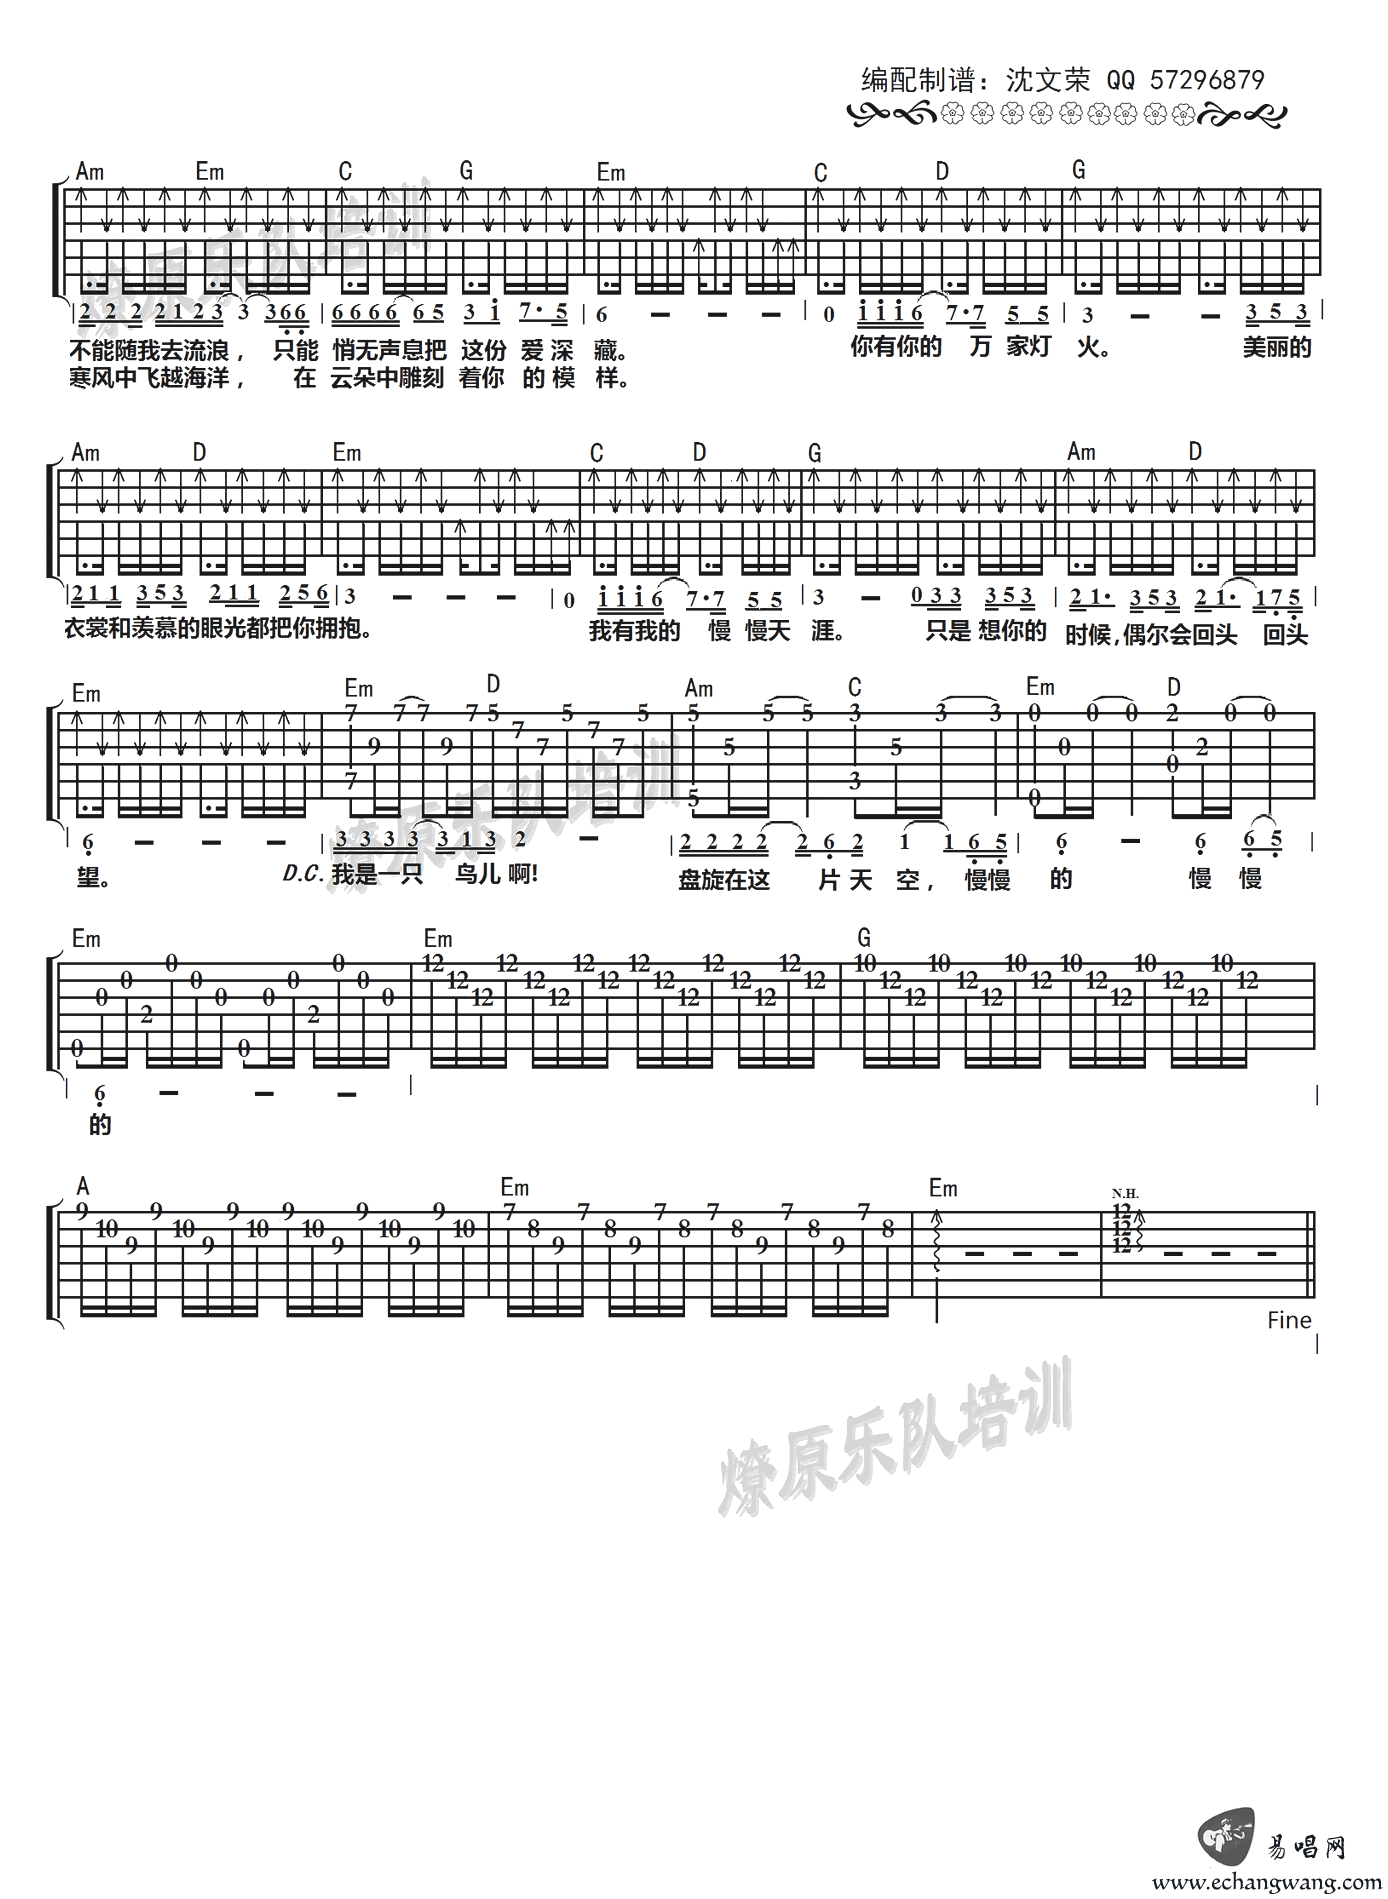 编配制谱：沈文荣 QQ 57296879
Am Em C G Em C D G
2 2 2 2 1 2 3 3 3 6 6 | 6 6 6 6 6 5 3 1 7· 5 | 6 – – – | 0 1 1 1 6 7·7 5 5 | 3 – – 3 5 3 |
不能随我去流浪， 只能 悄无声息把 这份 爱深 藏。 你有你的 万 家灯 火。 美丽的
寒风中飞越海洋， 在 云朵中雕刻 着你 的模 样。
Am D Em C D G Am D
| 2 1 1 3 5 3 2 1 1 2 5 6 | 3 – – – | 0 1 1 1 6 7·7 5 5 | 3 – 0 3 3 3 5 3 | 2 1· 3 5 3 2 1· 1 7 5 |
衣裳和羡慕的眼光都把你拥抱。 我有我的 慢 慢天 涯。 只是 想你的 时候，偶尔会回头 回头
Em Em D Am C Em D
7 7 7 7 5 5 5 5 5 5 3 3 3 0 0 0 2 0 0
9 9 7 7 7 7 5 5 0 2
7 5 3 0 0
| 6 – – – | 3 3 3 3 3 1 3 2 – | 2 2 2 2 2 6 2 1 1 6 5 | 6 – 6 6 5 |
望。 D.C. 我是一只 鸟儿 啊! 盘旋在这 片 天 空， 慢慢 的 慢 慢
Em Em G
0 0 12 12 12 12 12 12 12 10 10 10 10 10 10
0 0 0 0 12 12 12 12 12 12 12 12 12 12 12 12
0 0 0 0 12 12 12 12 12 12 12 12
2 2
0 0
| 6 – – – | |
的
A Em Em
N.H.
9 9 9 9 9 9 7 7 7 7 7 7 12
10 10 10 10 10 10 8 8 8 8 8 8 12
9 9 9 9 9 9 9 9 12
Fine
|
燎原乐队培训
易唱网
www.echangwang.com